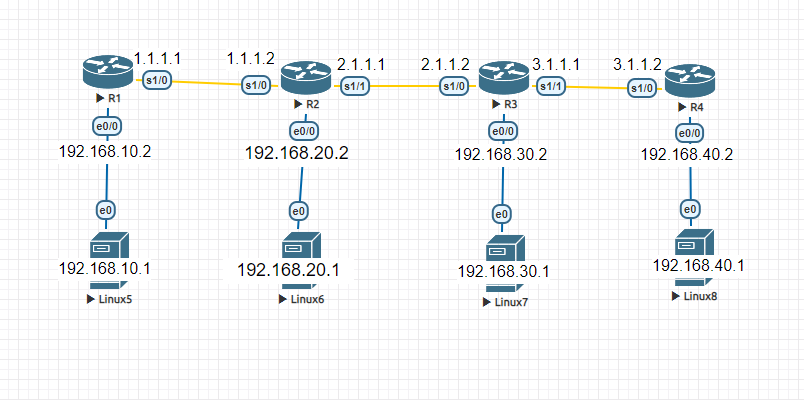 1.1.1.1
1.1.1.2
2.1.1.1
2.1.1.2
3.1.1.1
3.1.1.2
s1/0
s1/0
s1/1
s1/0
s1/1
s1/0
R1
R2
R3
R4
e0/0
e0/0
e0/0
e0/0
192.168.10.2
192.168.20.2
192.168.30.2
192.168.40.2
e0
e0
e0
e0
192.168.10.1
192.168.20.1
192.168.30.1
192.168.40.1
Linux5
Linux6
Linux7
Linux8